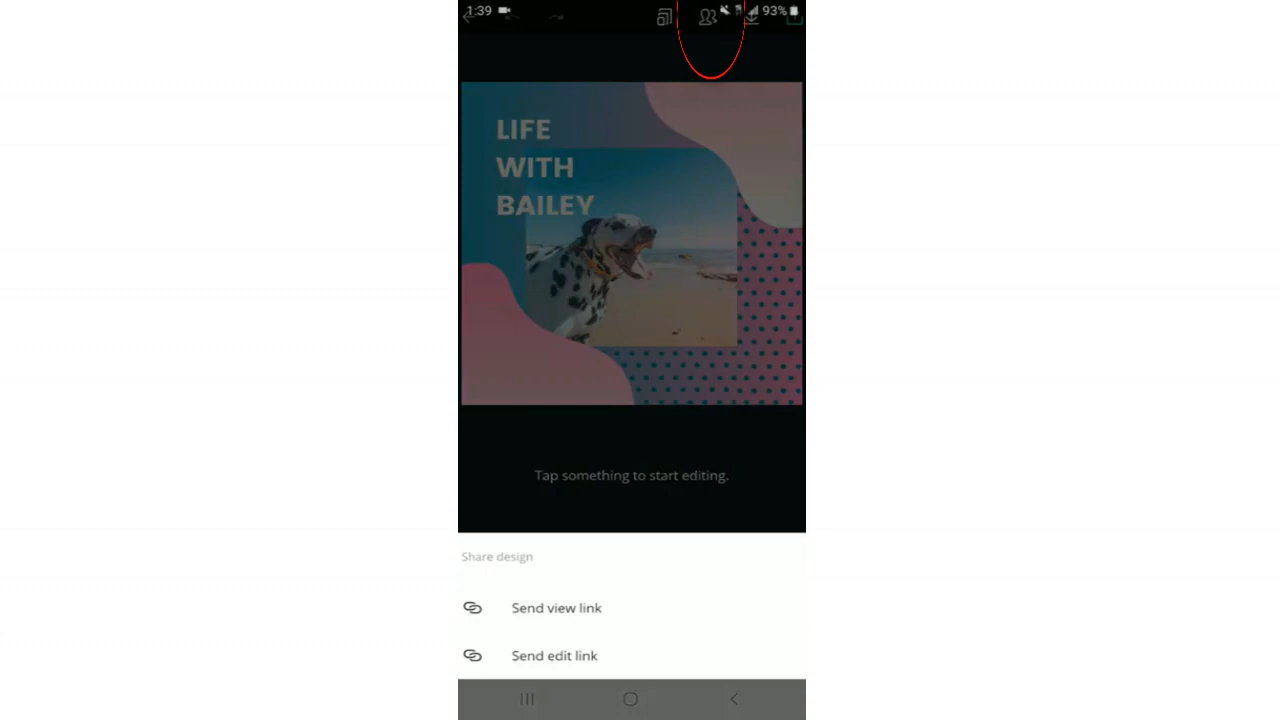 1:39 93%
LIFE
WITH
BAILEY
Tap something to start editing.
Share design
Send view link
Send edit link